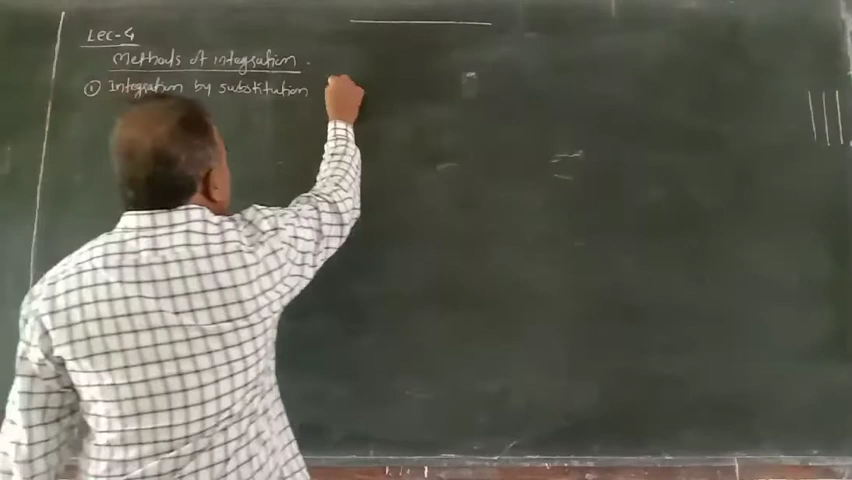 Lec-4
Methods of integration.
① Integration by substitution